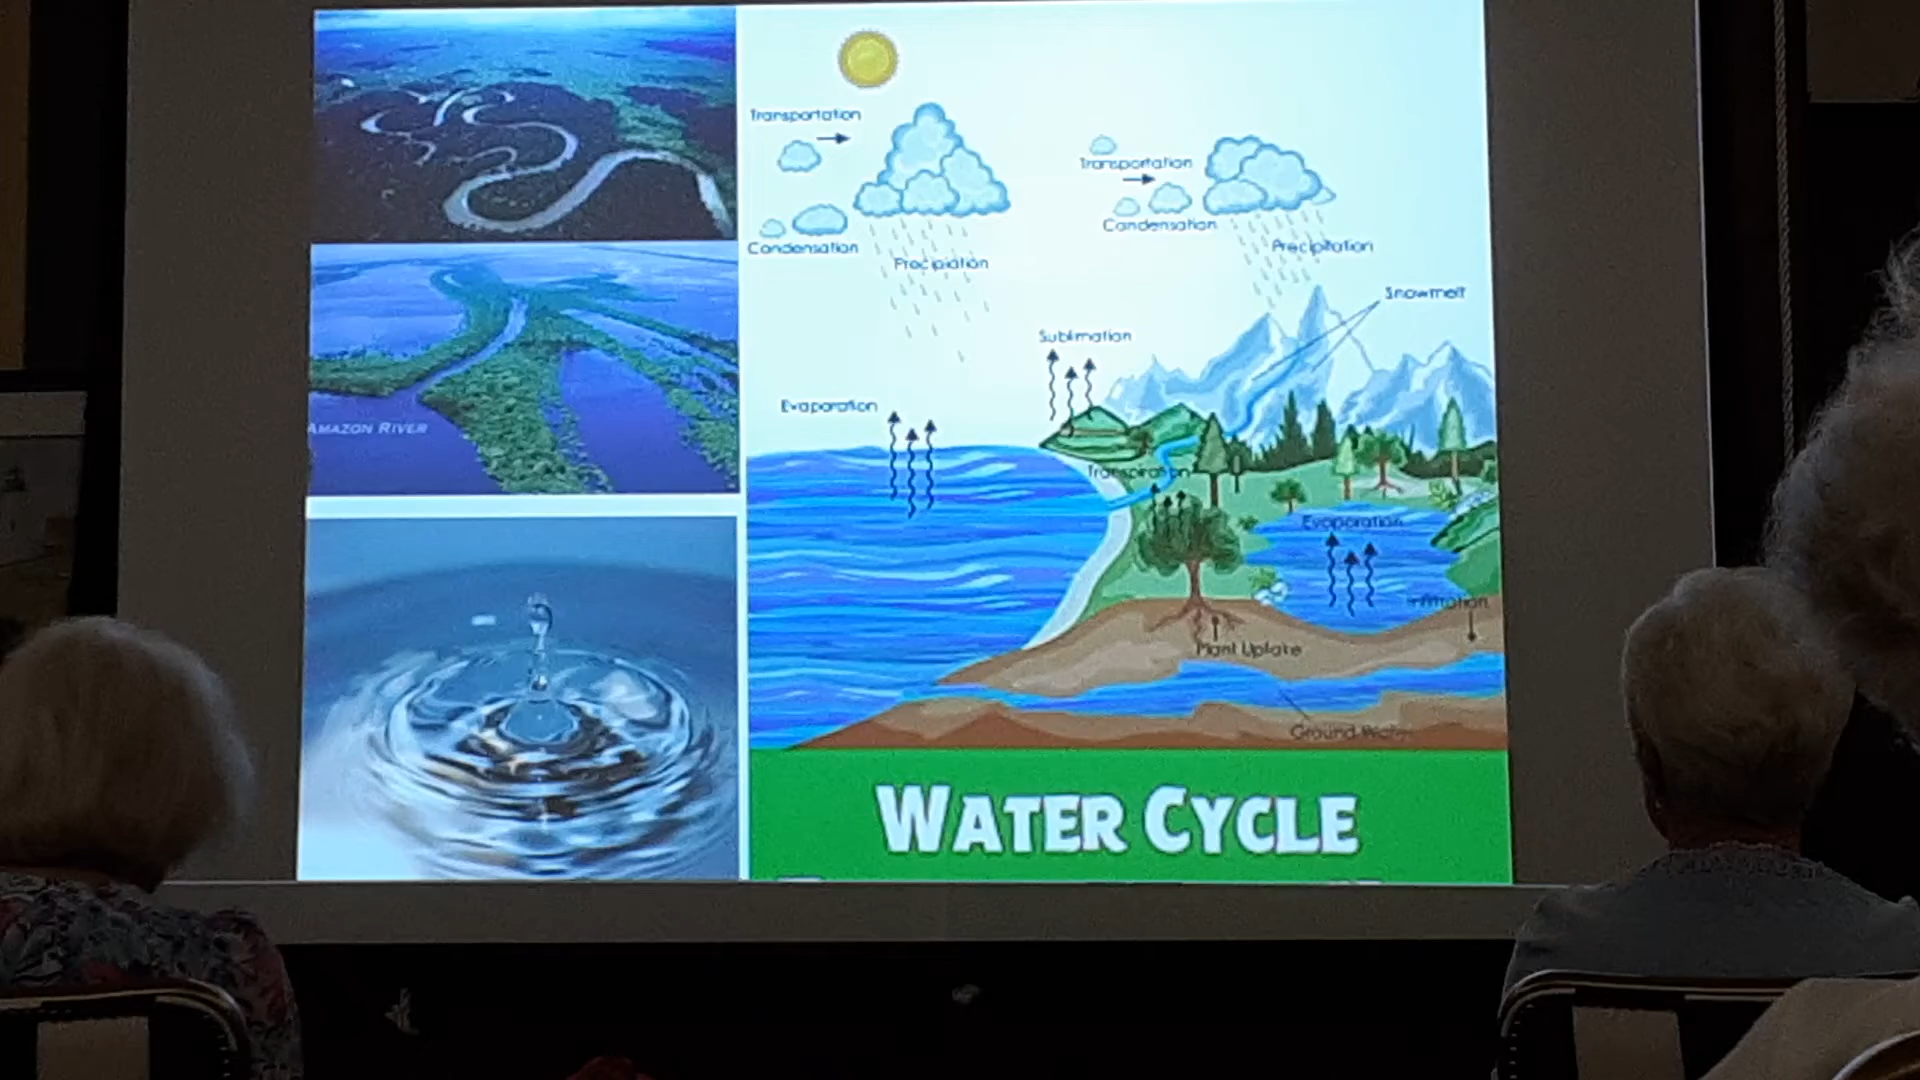 Transportation
Condensation
Precipiation
Transportation
Condensation
Precipitation
Snowmelt
Sublimation
Evaporation
AMAZON RIVER
Transpiration
Evaporation
Infiltration
Plant Uptake
Ground Water
WATER CYCLE